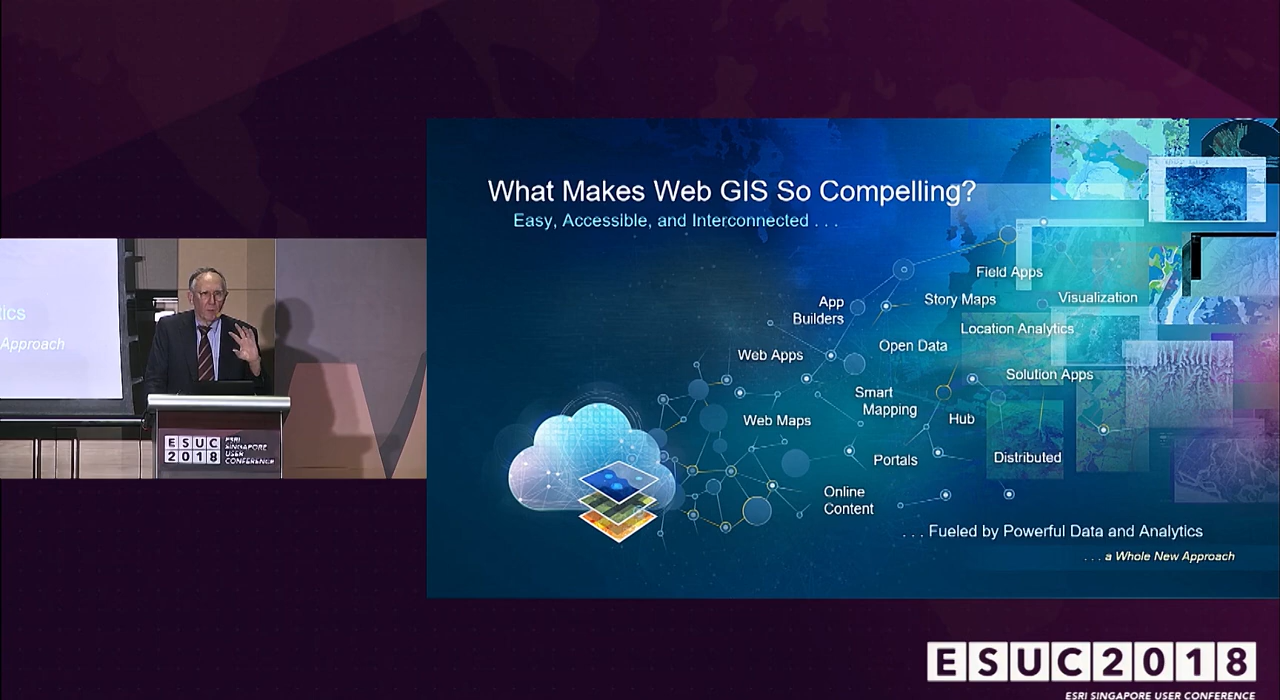 What Makes Web GIS So Compelling?
Easy, Accessible, and Interconnected . . .
Field Apps
App
Builders
Story Maps
Visualization
Location Analytics
Open Data
Web Apps
Solution Apps
Smart
Mapping
Web Maps
Hub
Portals
Distributed
Online
Content
. . . Fueled by Powerful Data and Analytics
. . . a Whole New Approach
tics
Approach
ESUC
2018
ESRI
SINGAPORE
USER
CONFERENCE
ESUC2018
ESRI SINGAPORE USER CONFERENCE